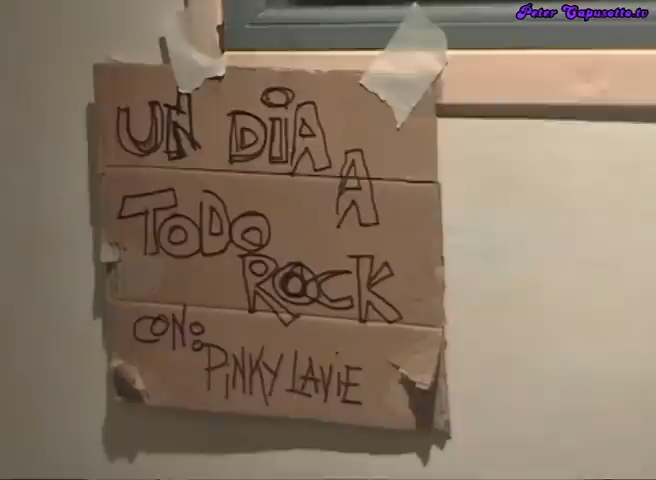 Peter Capusotto.tv
UN DIA
A
TODO
ROCK
CON:
PINKY LAVIE